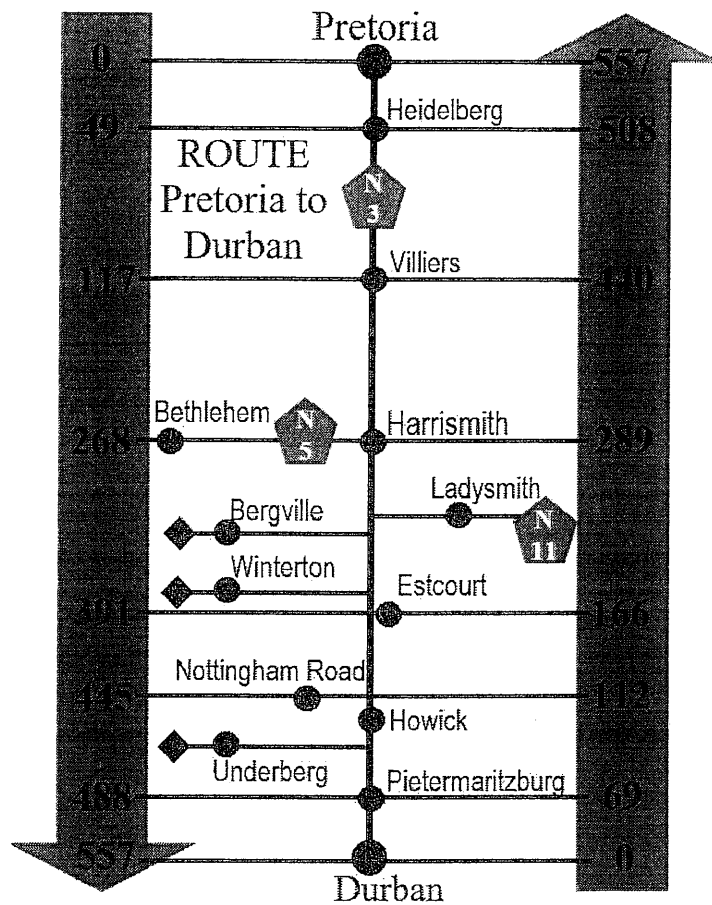 Pretoria
0
557
Heidelberg
49
508
ROUTE
Pretoria to
Durban
N
3
Villiers
117
440
Bethlehem
N
5
Harrismith
268
289
Ladysmith
N
11
Bergville
Winterton
Estcourt
391
166
Nottingham Road
445
112
Howick
Underberg
Pietermaritzburg
488
69
557
0
Durban